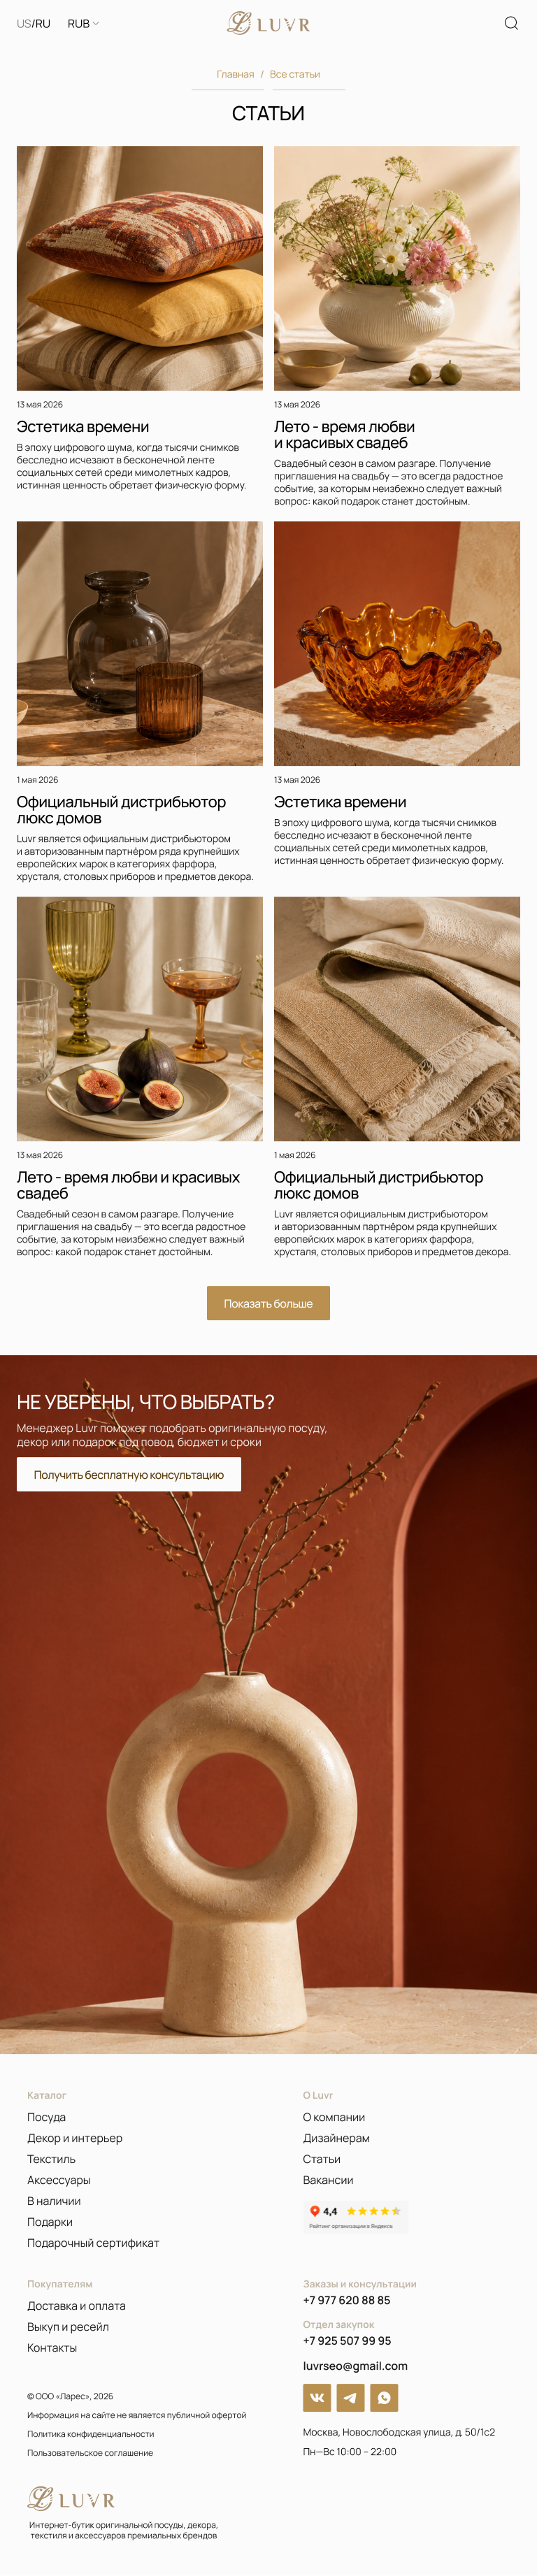 US/RU RUB
LUVR
Главная / Все статьи
СТАТЬИ
13 мая 2026
Эстетика времени
В эпоху цифрового шума, когда тысячи снимков
бесследно исчезают в бесконечной ленте
социальных сетей среди мимолетных кадров,
истинная ценность обретает физическую форму.
13 мая 2026
Лето - время любви
и красивых свадеб
Свадебный сезон в самом разгаре. Получение
приглашения на свадьбу — это всегда радостное
событие, за которым неизбежно следует важный
вопрос: какой подарок станет достойным.
1 мая 2026
Официальный дистрибьютор
люкс домов
Luvr является официальным дистрибьютором
и авторизованным партнёром ряда крупнейших
европейских марок в категориях фарфора,
хрусталя, столовых приборов и предметов декора.
13 мая 2026
Эстетика времени
В эпоху цифрового шума, когда тысячи снимков
бесследно исчезают в бесконечной ленте
социальных сетей среди мимолетных кадров,
истинная ценность обретает физическую форму.
13 мая 2026
Лето - время любви и красивых
свадеб
Свадебный сезон в самом разгаре. Получение
приглашения на свадьбу — это всегда радостное
событие, за которым неизбежно следует важный
вопрос: какой подарок станет достойным.
1 мая 2026
Официальный дистрибьютор
люкс домов
Luvr является официальным дистрибьютором
и авторизованным партнёром ряда крупнейших
европейских марок в категориях фарфора,
хрусталя, столовых приборов и предметов декора.
Показать больше
НЕ УВЕРЕНЫ, ЧТО ВЫБРАТЬ?
Менеджер Luvr поможет подобрать оригинальную посуду,
декор или подарок под повод, бюджет и сроки
Получить бесплатную консультацию
Каталог
Посуда
Декор и интерьер
Текстиль
Аксессуары
В наличии
Подарки
Подарочный сертификат
О Luvr
О компании
Дизайнерам
Статьи
Вакансии
4,4
Рейтинг организации в Яндексе
Покупателям
Доставка и оплата
Выкуп и ресейл
Контакты
Заказы и консультации
+7 977 620 88 85
Отдел закупок
+7 925 507 99 95
luvrseo@gmail.com
Москва, Новослободская улица, д. 50/1с2
Пн—Вс 10:00 – 22:00
© ООО «Ларес», 2026
Информация на сайте не является публичной офертой
Политика конфиденциальности
Пользовательское соглашение
LUVR
Интернет-бутик оригинальной посуды, декора,
текстиля и аксессуаров премиальных брендов